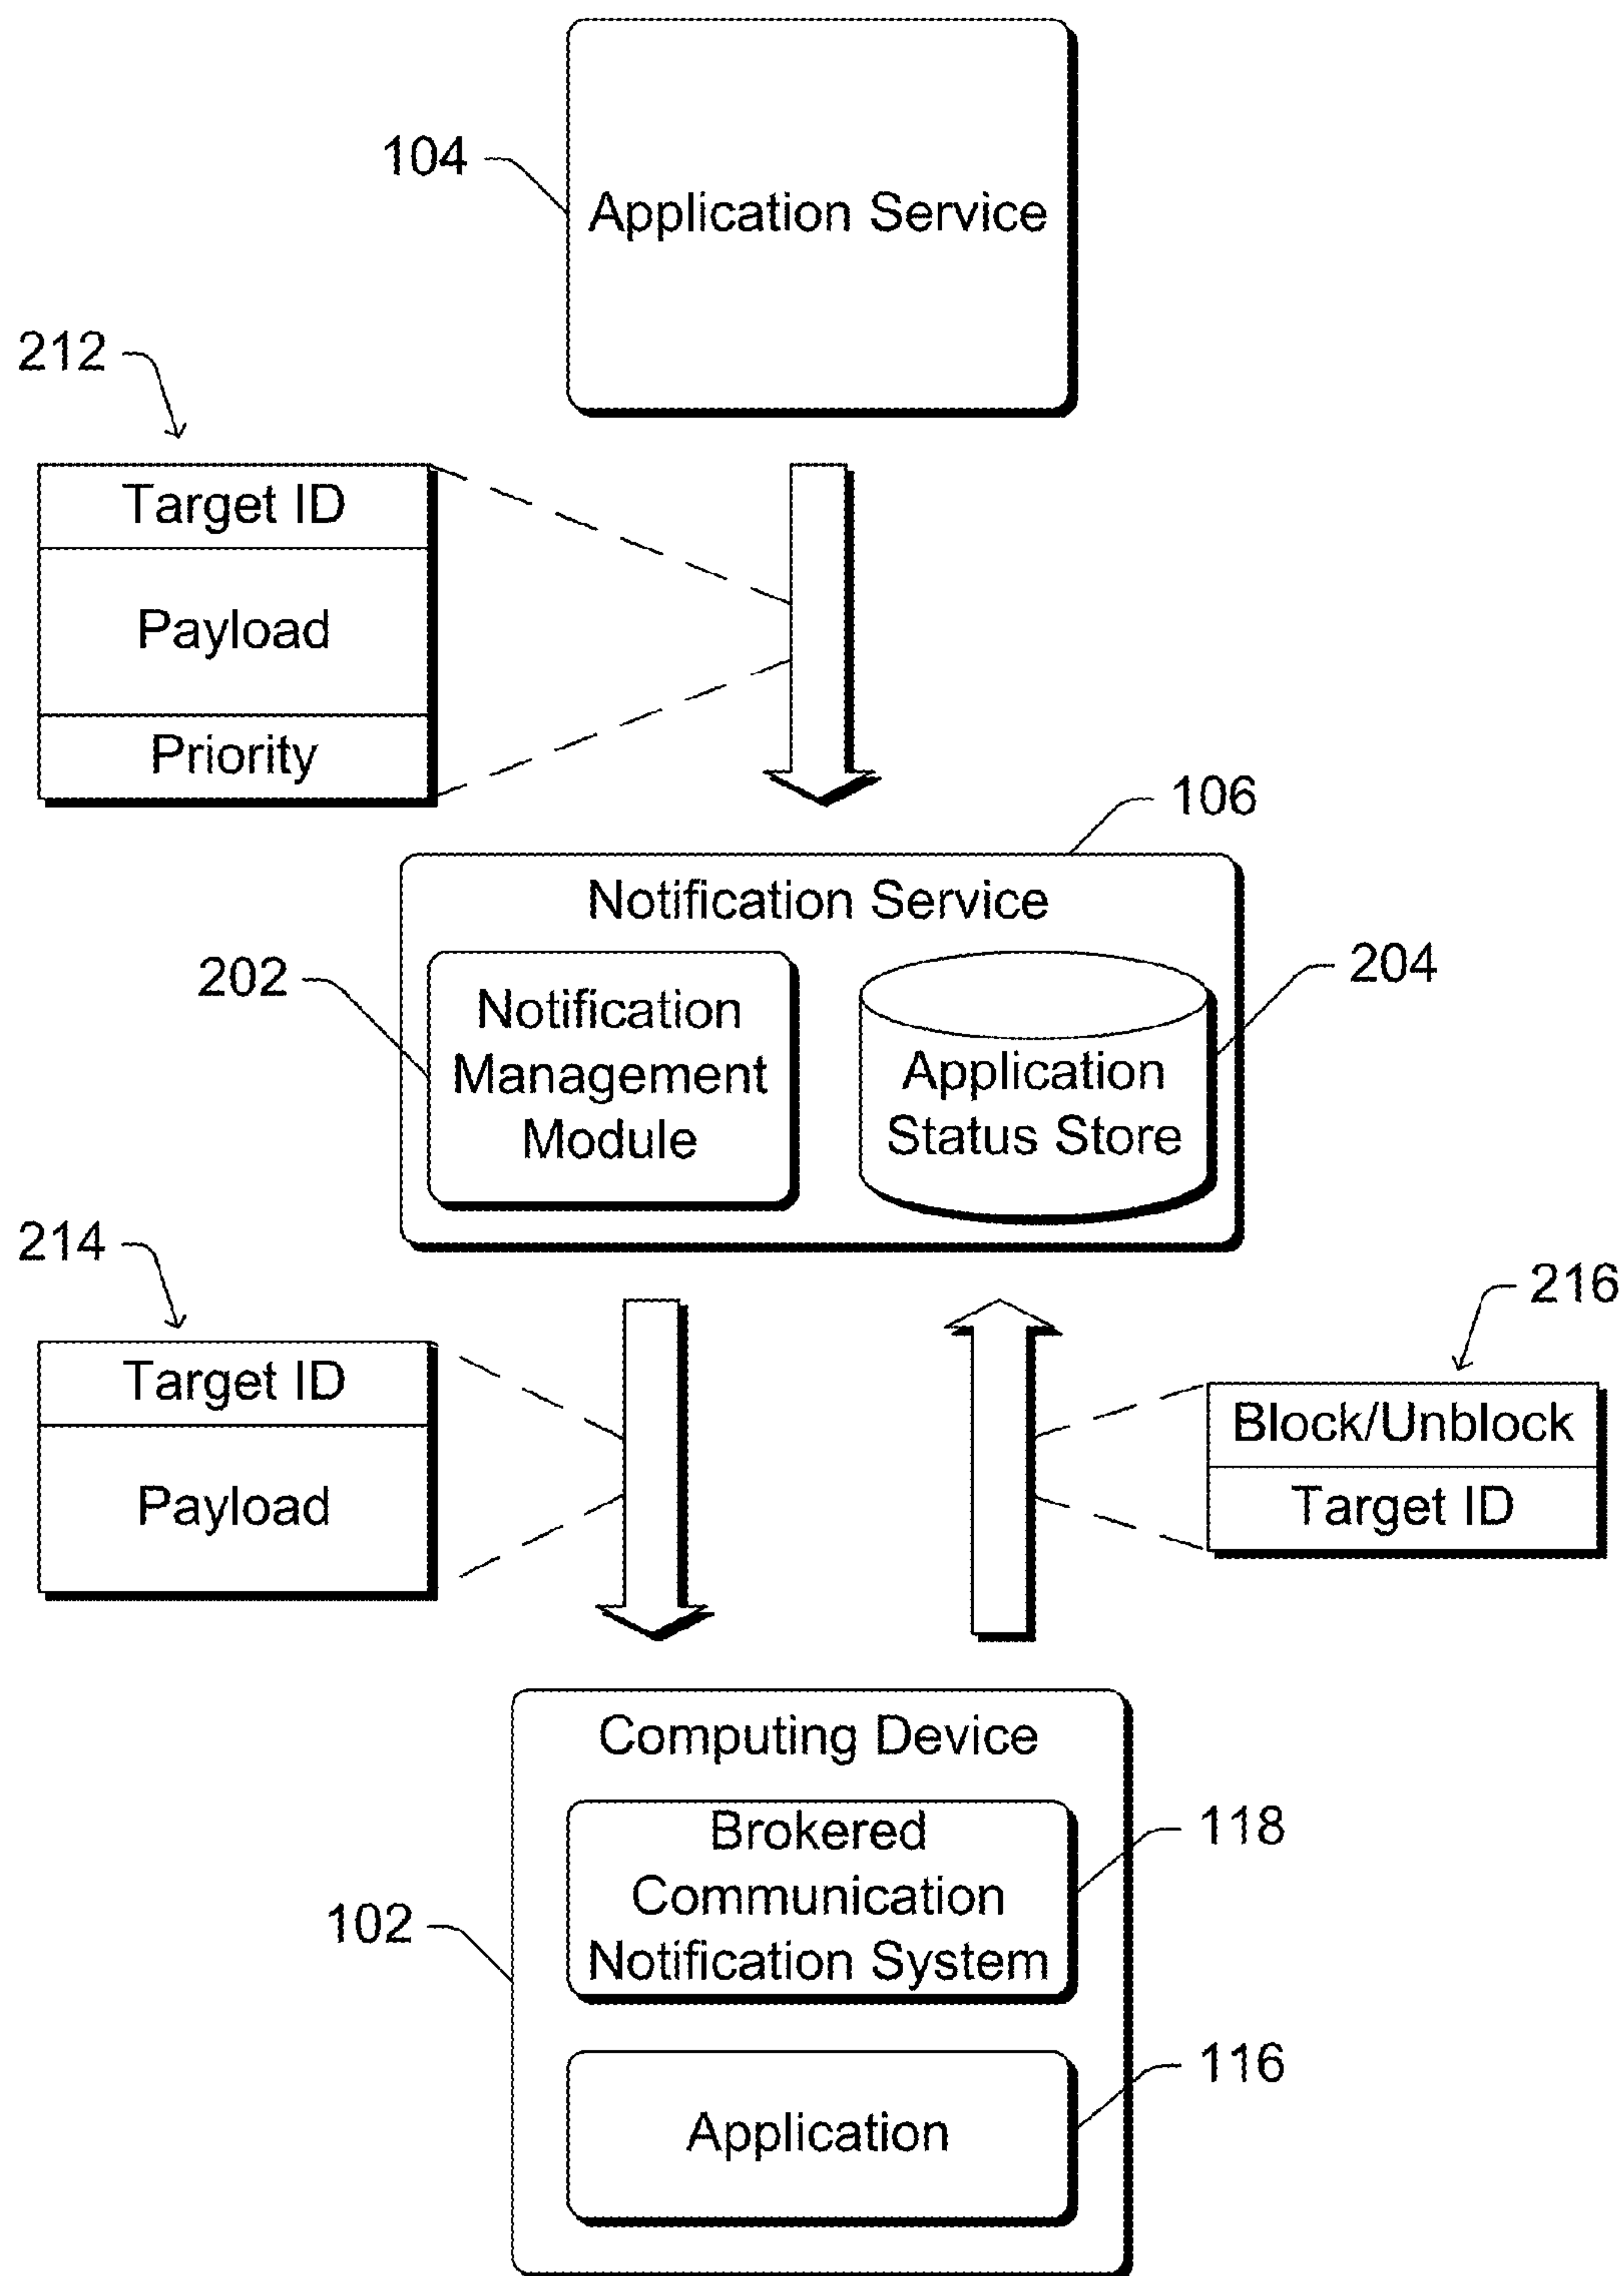 104
Application Service
212
Target ID
Payload
Priority
106
Notification Service
202
Notification
Management
Module
204
Application
Status Store
214
Target ID
Payload
216
Block/Unblock
Target ID
Computing Device
Brokered
Communication
Notification System
118
102
116
Application